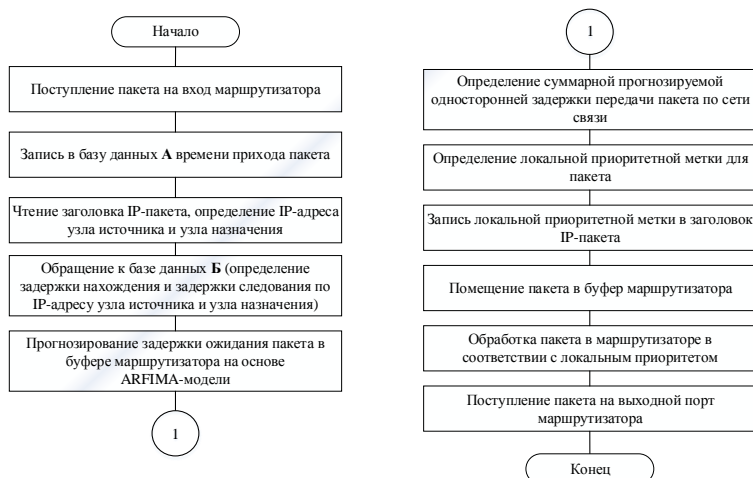 Начало
Поступление пакета на вход маршрутизатора
Запись в базу данных А времени прихода пакета
Чтение заголовка IP-пакета, определение IP-адреса
узла источника и узла назначения
Обращение к базе данных Б (определение
задержки нахождения и задержки следования по
IP-адресу узла источника и узла назначения)
Прогнозирование задержки ожидания пакета в
буфере маршрутизатора на основе
ARFIMA-модели
1
1
Определение суммарной прогнозируемой
односторонней задержки передачи пакета по сети
связи
Определение локальной приоритетной метки для
пакета
Запись локальной приоритетной метки в заголовок
IP-пакета
Помещение пакета в буфер маршрутизатора
Обработка пакета в маршрутизаторе в
соответствии с локальным приоритетом
Поступление пакета на выходной порт
маршрутизатора
Конец